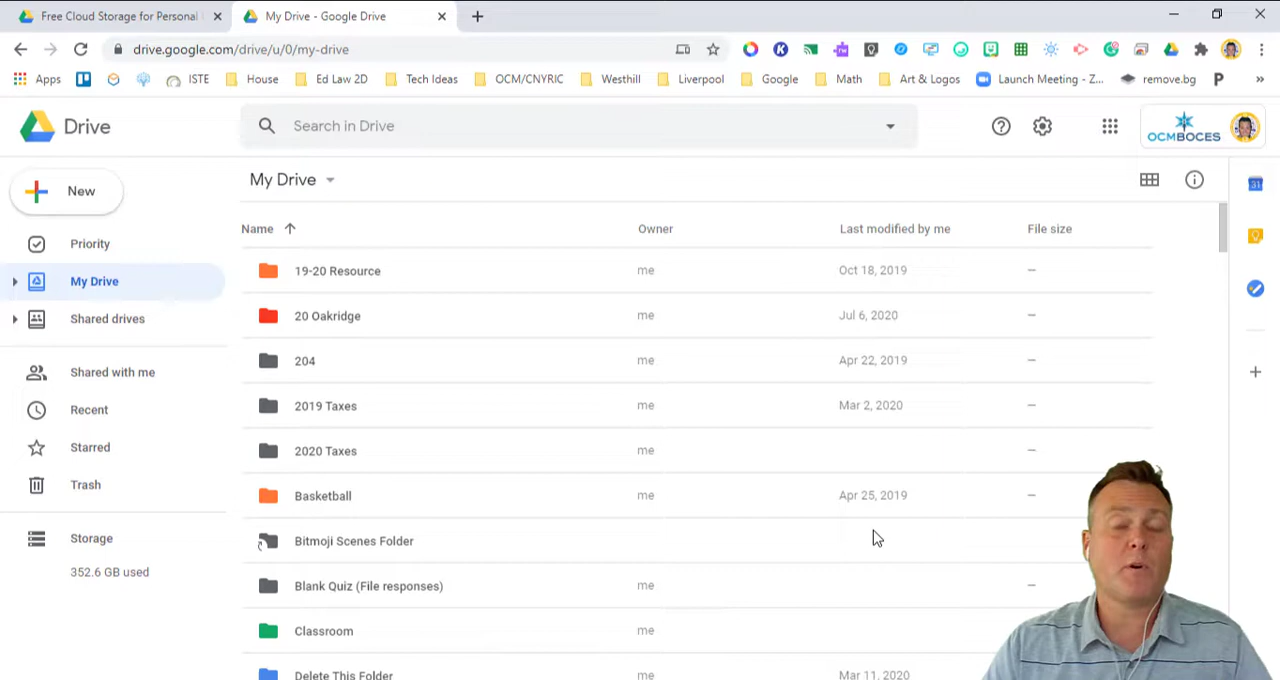 Free Cloud Storage for Personal
My Drive - Google Drive
drive.google.com/drive/u/0/my-drive
Apps ISTE House Ed Law 2D Tech Ideas OCM/CNYRIC Westhill Liverpool Google Math Art & Logos Launch Meeting - Z... remove.bg P »
Drive
Search in Drive
OCMBOCES
New
My Drive
31
Priority
My Drive
Shared drives
Shared with me
Recent
Starred
Trash
Storage
352.6 GB used
Name Owner Last modified by me File size
19-20 Resource me Oct 18, 2019 –
20 Oakridge me Jul 6, 2020 –
204 me Apr 22, 2019 –
2019 Taxes me Mar 2, 2020 –
2020 Taxes me –
Basketball me Apr 25, 2019 –
Bitmoji Scenes Folder
Blank Quiz (File responses) me –
Classroom me
Delete This Folder Mar 11, 2020